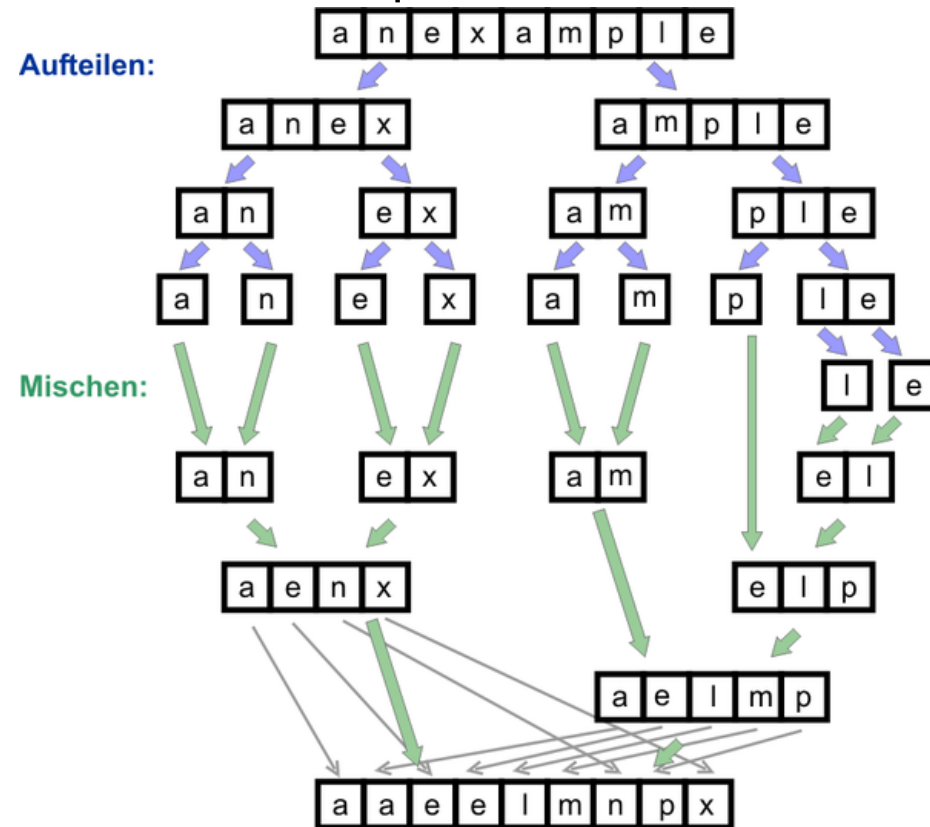 a n e x a m p l e
Aufteilen:
a n e x a m p l e
a n e x a m p l e
a n e x a m p l e
Mischen:
l e
a n e x a m e l
a e n x e l p
a e l m p
a a e e l m n p x